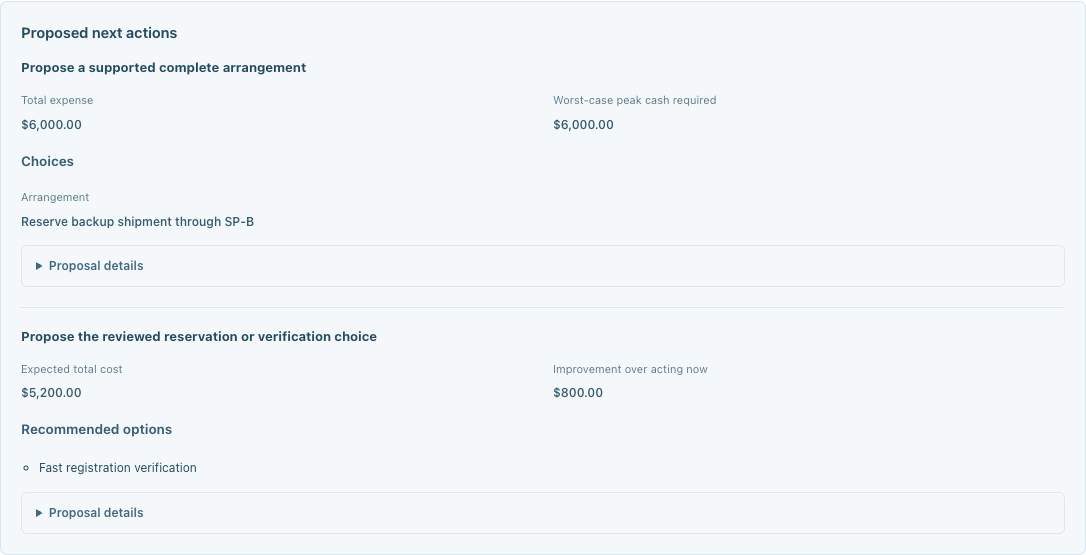 Proposed next actions
Propose a supported complete arrangement
Total expense
Worst-case peak cash required
$6,000.00
$6,000.00
Choices
Arrangement
Reserve backup shipment through SP-B
Proposal details
Propose the reviewed reservation or verification choice
Expected total cost
Improvement over acting now
$5,200.00
$800.00
Recommended options
Fast registration verification
Proposal details